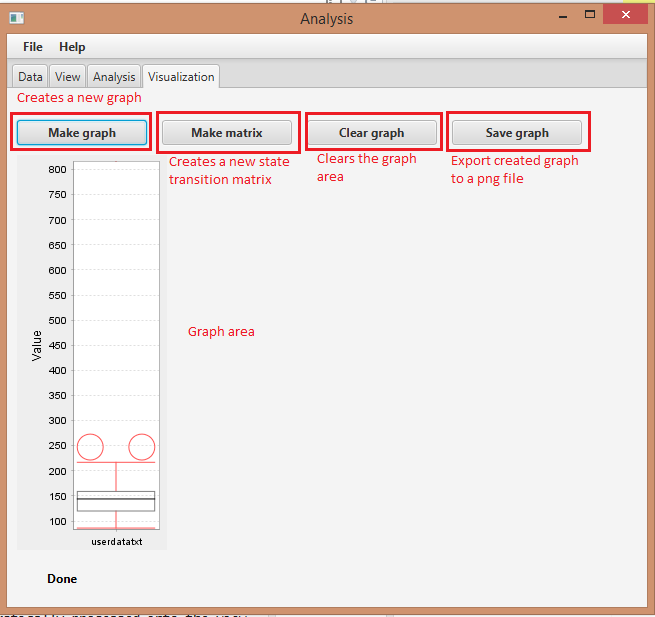 Analysis
File Help
Data View Analysis Visualization
Creates a new graph
Make graph Make matrix Clear graph Save graph
Creates a new state
transition matrix
Clears the graph
area
Export created graph
to a png file
800
750
700
650
600
550
500
450
400
350
300
250
200
150
100
Value
Graph area
userdatatxt
Done